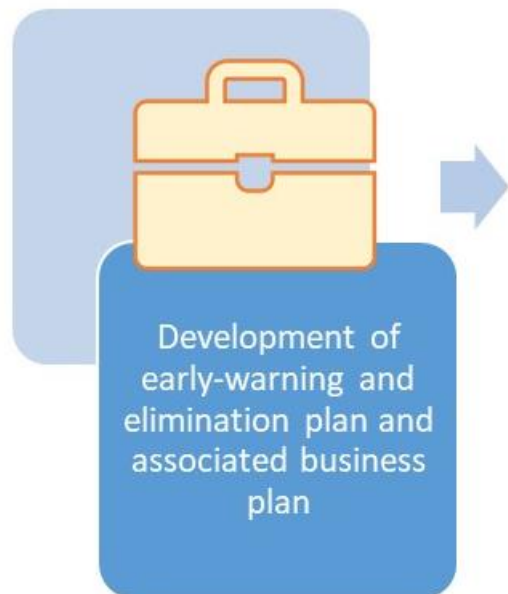 Development of
early-warning and
elimination plan and
associated business
plan